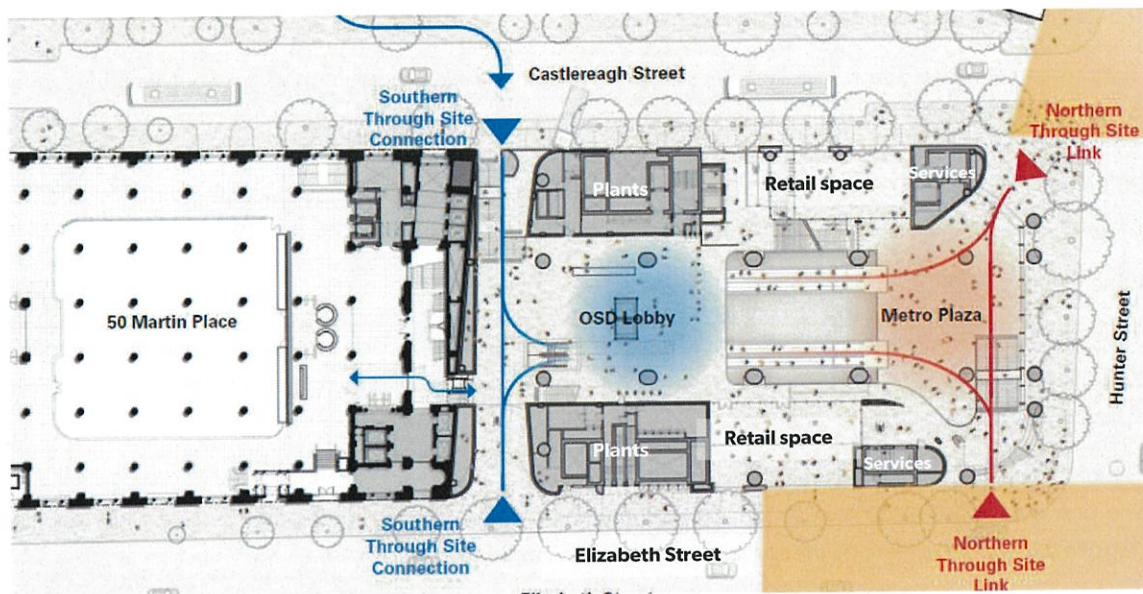 Castlereagh Street
Southern
Through Site
Connection
Northern
Through Site
Link
Plants
Retail space
Services
50 Martin Place
OSD Lobby
Metro Plaza
Hunter Street
Plants
Retail space
Services
Southern
Through Site
Connection
Elizabeth Street
Northern
Through Site
Link